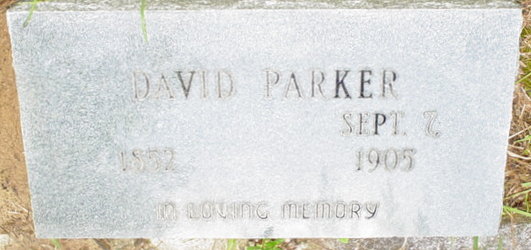 DAVID PARKER
SEPT. 7,
1852 1905
IN LOVING MEMORY